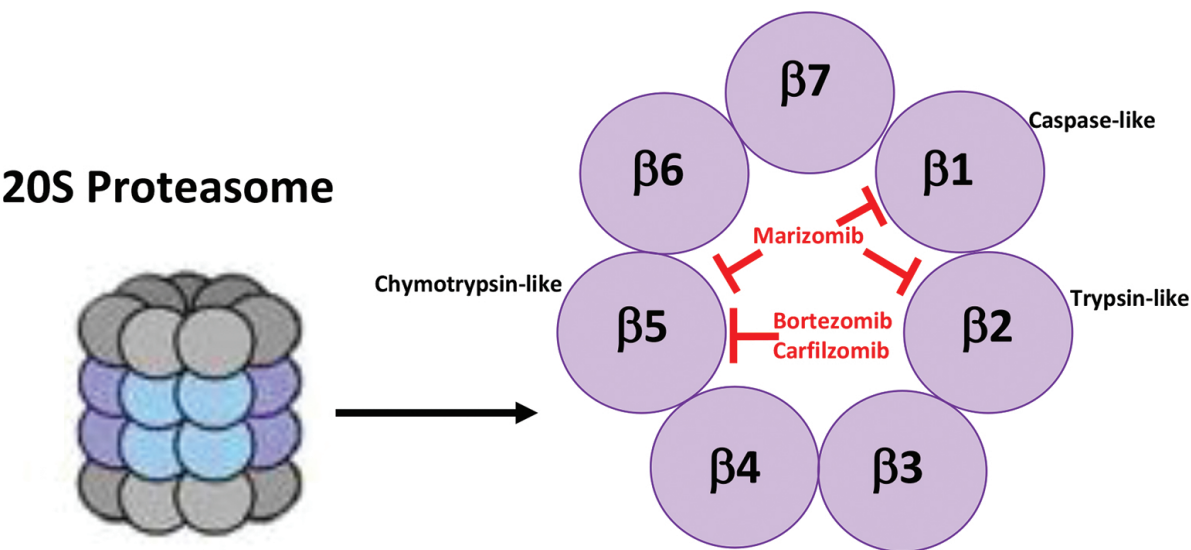 β7
Caspase-like
β6
β1
20S Proteasome
Marizomib
Chymotrypsin-like
Trypsin-like
β5
Bortezomib
Carfilzomib
β2
β4
β3